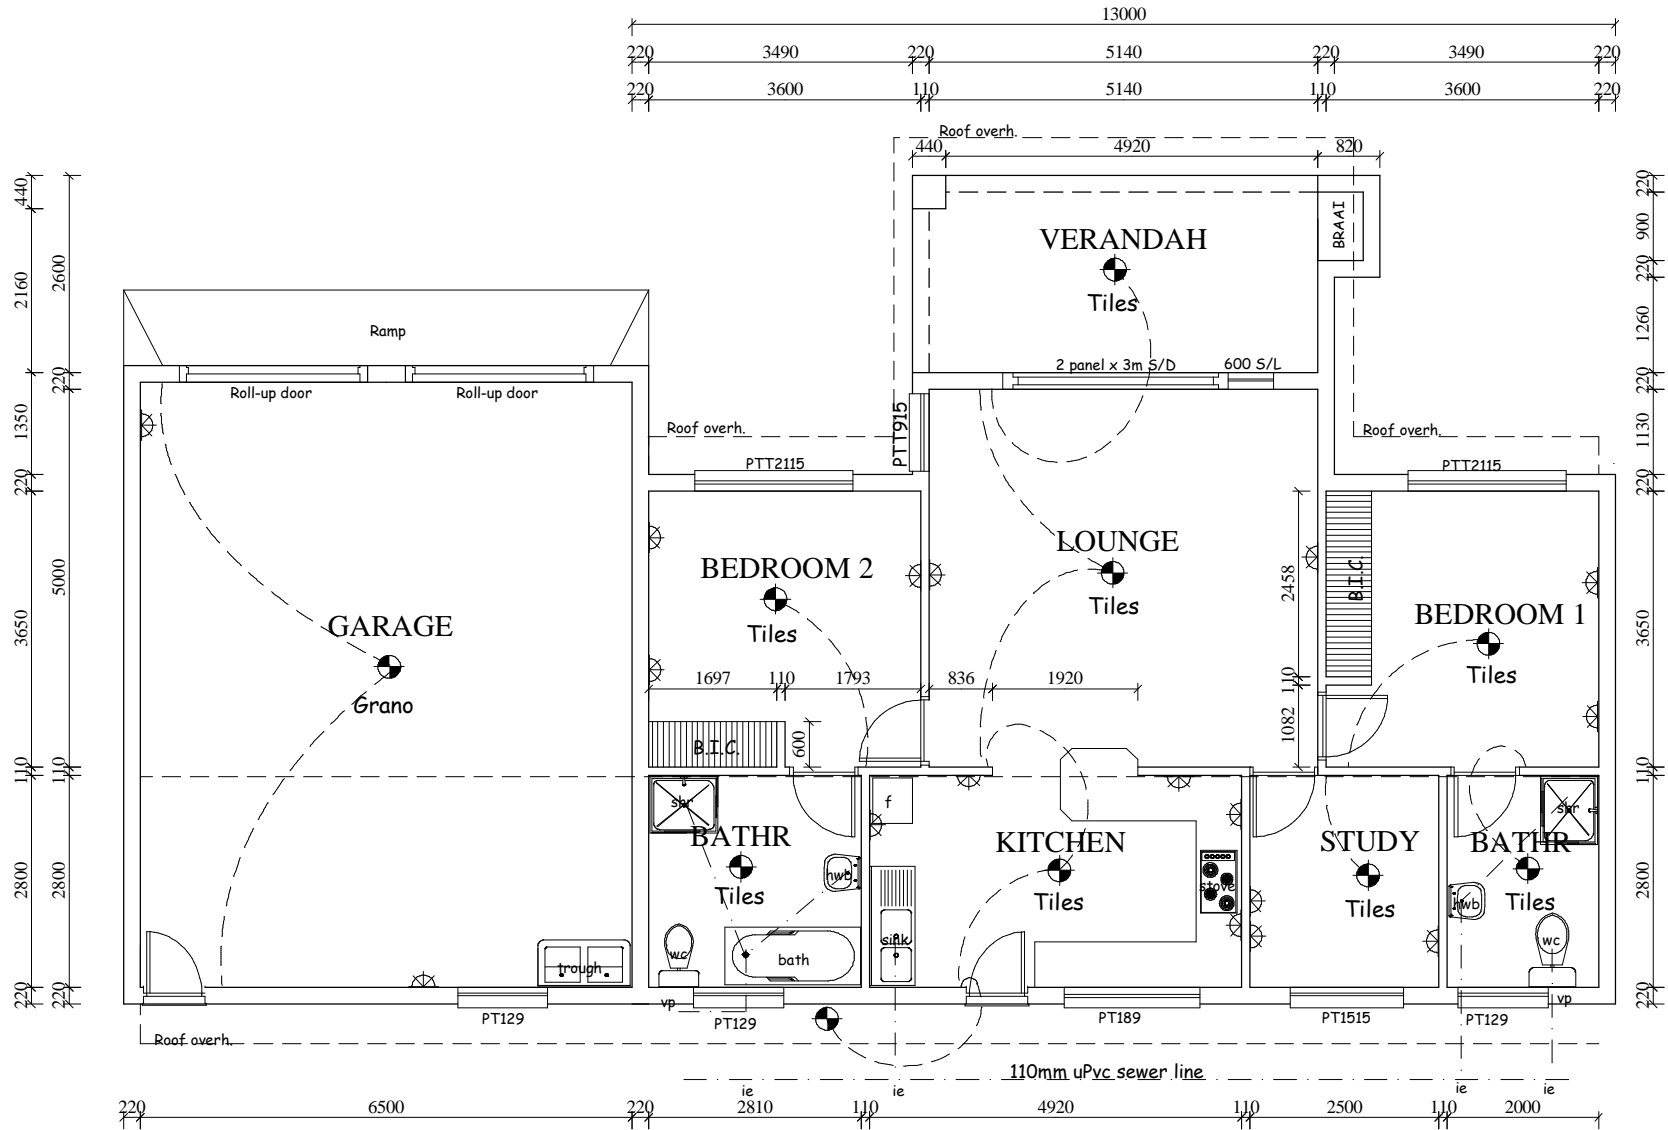 13000
220 3490 220 5140 220 3490 220
220 3600 110 5140 110 3600 220
Roof overh.
440 4920 820
440
2160
2600
220
900
220
1260
BRAAI
VERANDAH
Tiles
Ramp
2 panel x 3m S/D
600 S/L
Roll-up door
Roll-up door
220
220
1350
1130
PTT915
Roof overh.
Roof overh.
PTT2115
PTT2115
220
220
LOUNGE
Tiles
BEDROOM 2
Tiles
B.I.C.
2458
BEDROOM 1
Tiles
5000
3650
3650
GARAGE
Grano
1697 110 1793 836 1920
110
1082
B.I.C.
600
110
110
110
shr
f
shr
BATHR
Tiles
KITCHEN
Tiles
STUDY
Tiles
BATHR
Tiles
2800
2800
2800
hwb
stove
hwb
sink
wc
wc
bath
trough
220
220
220
vp
vp
PT129
PT129
PT189
PT1515
PT129
Roof overh.
110mm uPvc sewer line
ie
ie
ie
ie
220 6500 220 2810 110 4920 110 2500 110 2000